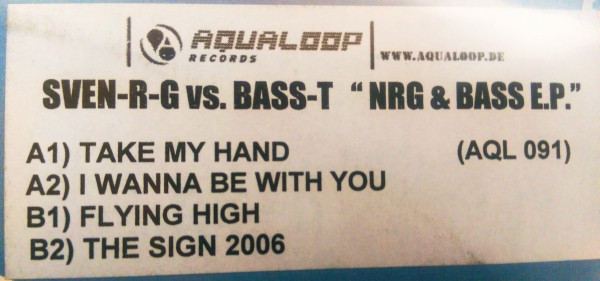 AQUALOOP
RECORDS
WWW.AQUALOOP.DE
SVEN-R-G vs. BASS-T “NRG & BASS E.P.”
A1) TAKE MY HAND (AQL 091)
A2) I WANNA BE WITH YOU
B1) FLYING HIGH
B2) THE SIGN 2006